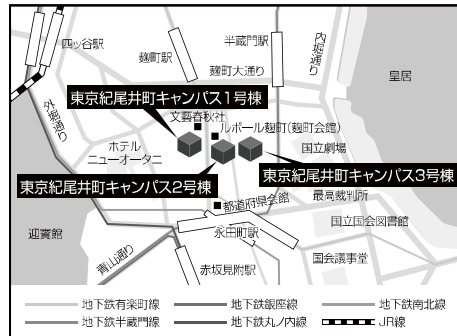 四ッ谷駅
麹町駅
半蔵門駅
内堀通り
皇居
麹町大通り
東京紀尾井町キャンパス1号棟
外堀通り
文藝春秋社
ルポール麹町(麹町会館)
ホテル
ニューオータニ
国立劇場
東京紀尾井町キャンパス2号棟
東京紀尾井町キャンパス3号棟
都道府県会館
最高裁判所
国立国会図書館
迎賓館
永田町駅
青山通り
国会議事堂
赤坂見附駅
地下鉄有楽町線
地下鉄銀座線
地下鉄南北線
地下鉄半蔵門線
地下鉄丸ノ内線
JR線